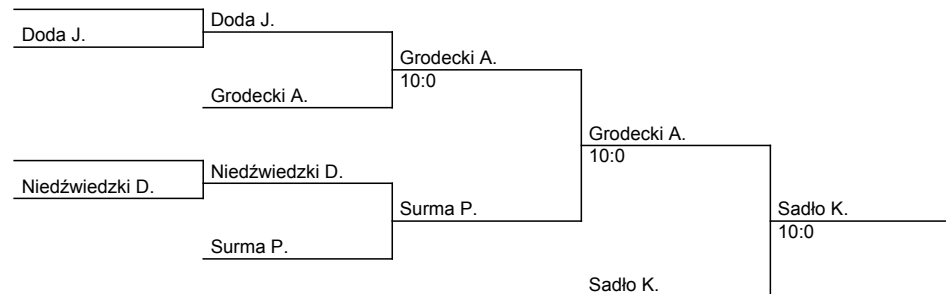 Doda J.
Doda J.
Grodecki A.
10:0
Grodecki A.
Grodecki A.
10:0
Niedźwiedzki D.
Niedźwiedzki D.
Surma P.
Sadło K.
10:0
Surma P.
Sadło K.